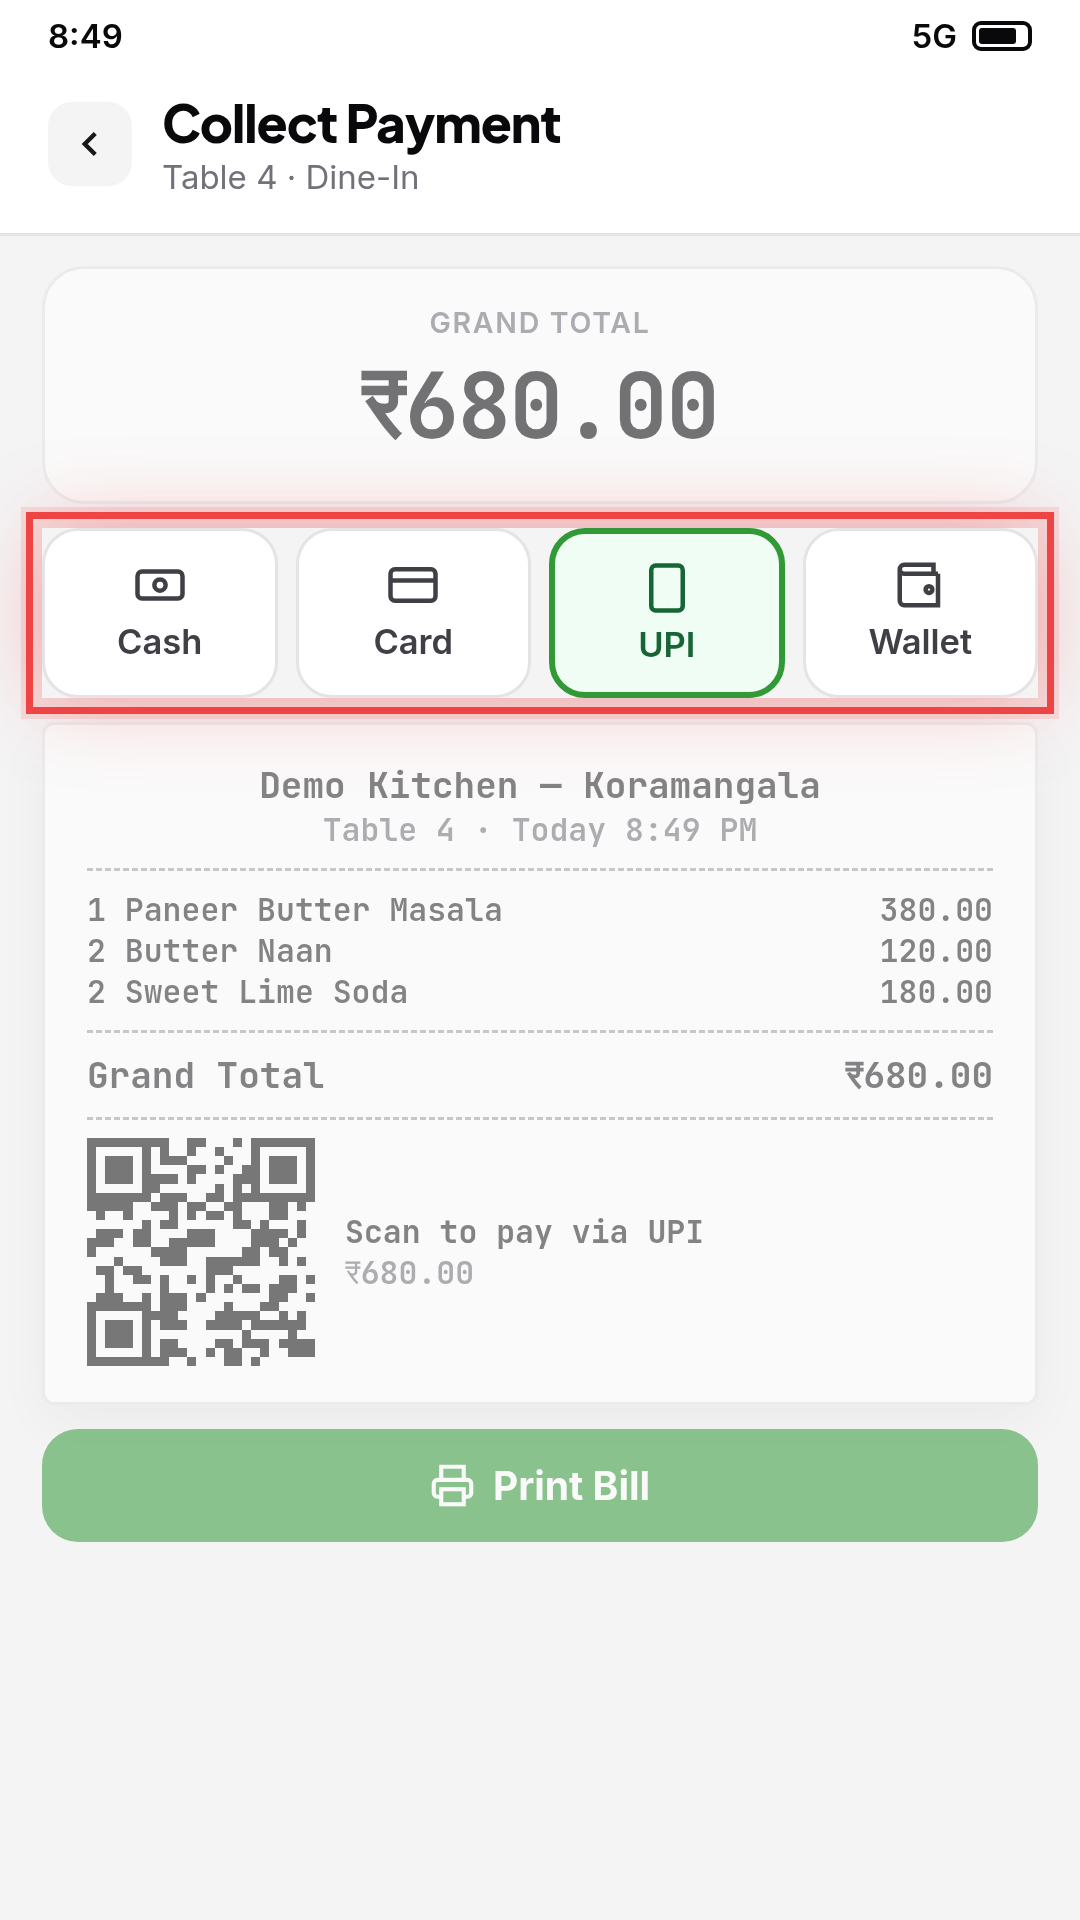 8:49
5G
Collect Payment
Table 4 · Dine-In
GRAND TOTAL
₹680.00
Cash
Card
UPI
Wallet
Demo Kitchen — Koramangala
Table 4 · Today 8:49 PM
1 Paneer Butter Masala 380.00
2 Butter Naan 120.00
2 Sweet Lime Soda 180.00
Grand Total ₹680.00
Scan to pay via UPI
₹680.00
Print Bill